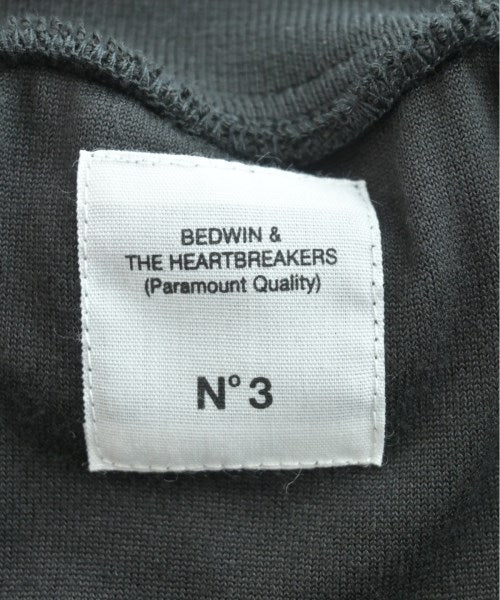 BEDWIN &
THE HEARTBREAKERS
(Paramount Quality)
N° 3